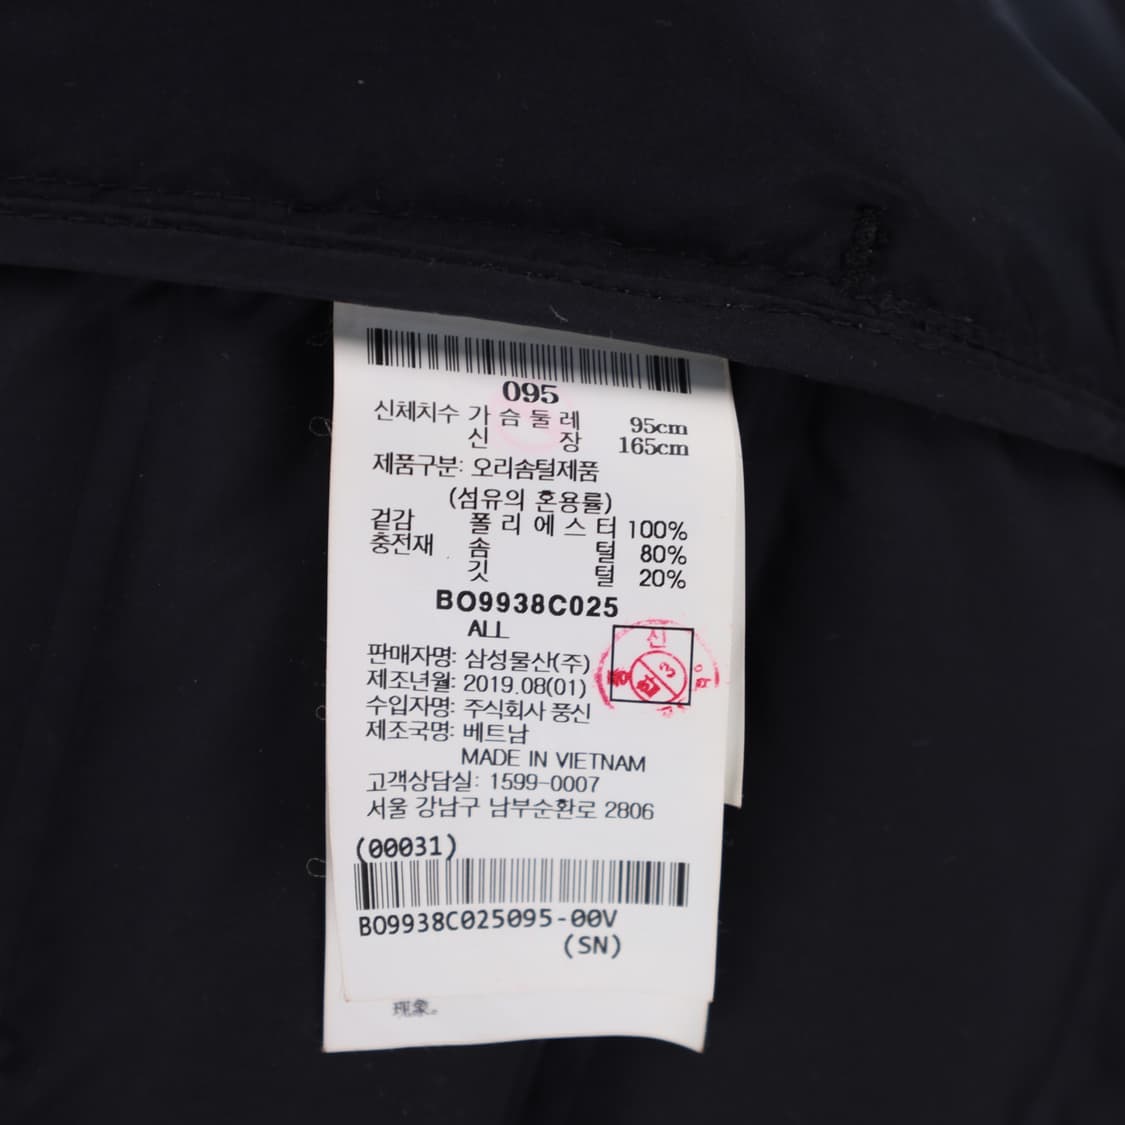 095
신체치수 가 슴 둘 레 95cm
신 장 165cm
제품구분: 오리솜털제품
(섬유의 혼용률)
겉감 폴 리 에 스 터 100%
충전재 솜 털 80%
깃 털 20%
BO9938C025
ALL
판매자명: 삼성물산(주)
제조년월: 2019.08(01)
수입자명: 주식회사 풍신
제조국명: 베트남
MADE IN VIETNAM
고객상담실: 1599-0007
서울 강남구 남부순환로 2806
(00031)
BO9938C025095-00V
(SN)
现象。